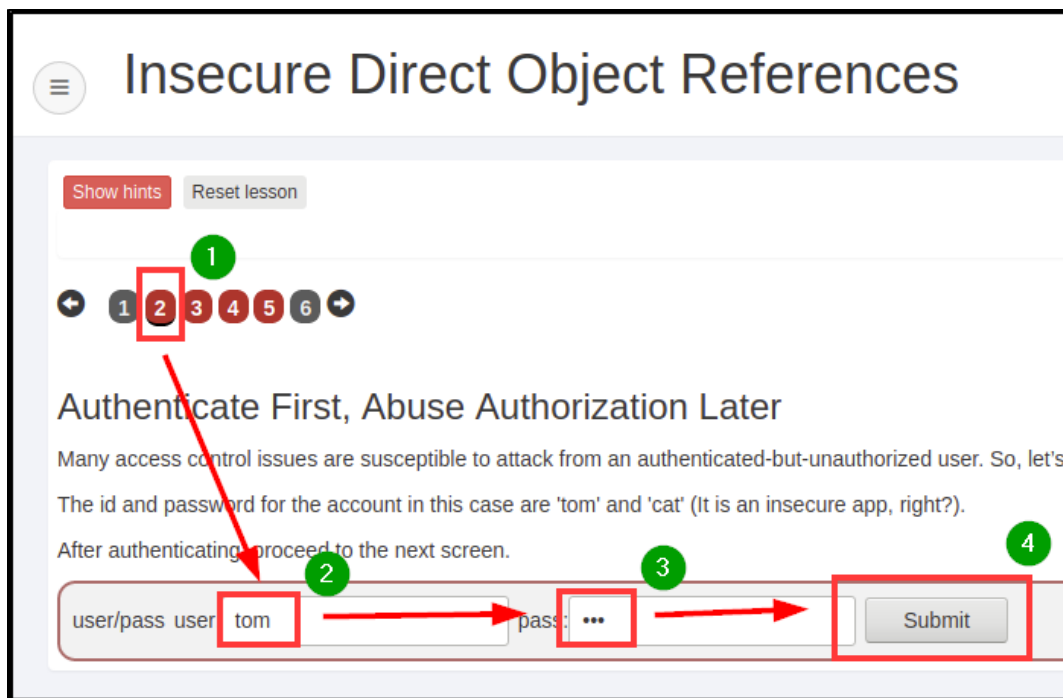 Insecure Direct Object References
Show hints Reset lesson
1
1 2 3 4 5 6
Authenticate First, Abuse Authorization Later
Many access control issues are susceptible to attack from an authenticated-but-unauthorized user. So, let's
The id and password for the account in this case are 'tom' and 'cat' (It is an insecure app, right?).
After authenticating, proceed to the next screen.
2 3 4
user/pass user: tom pass: ••• Submit